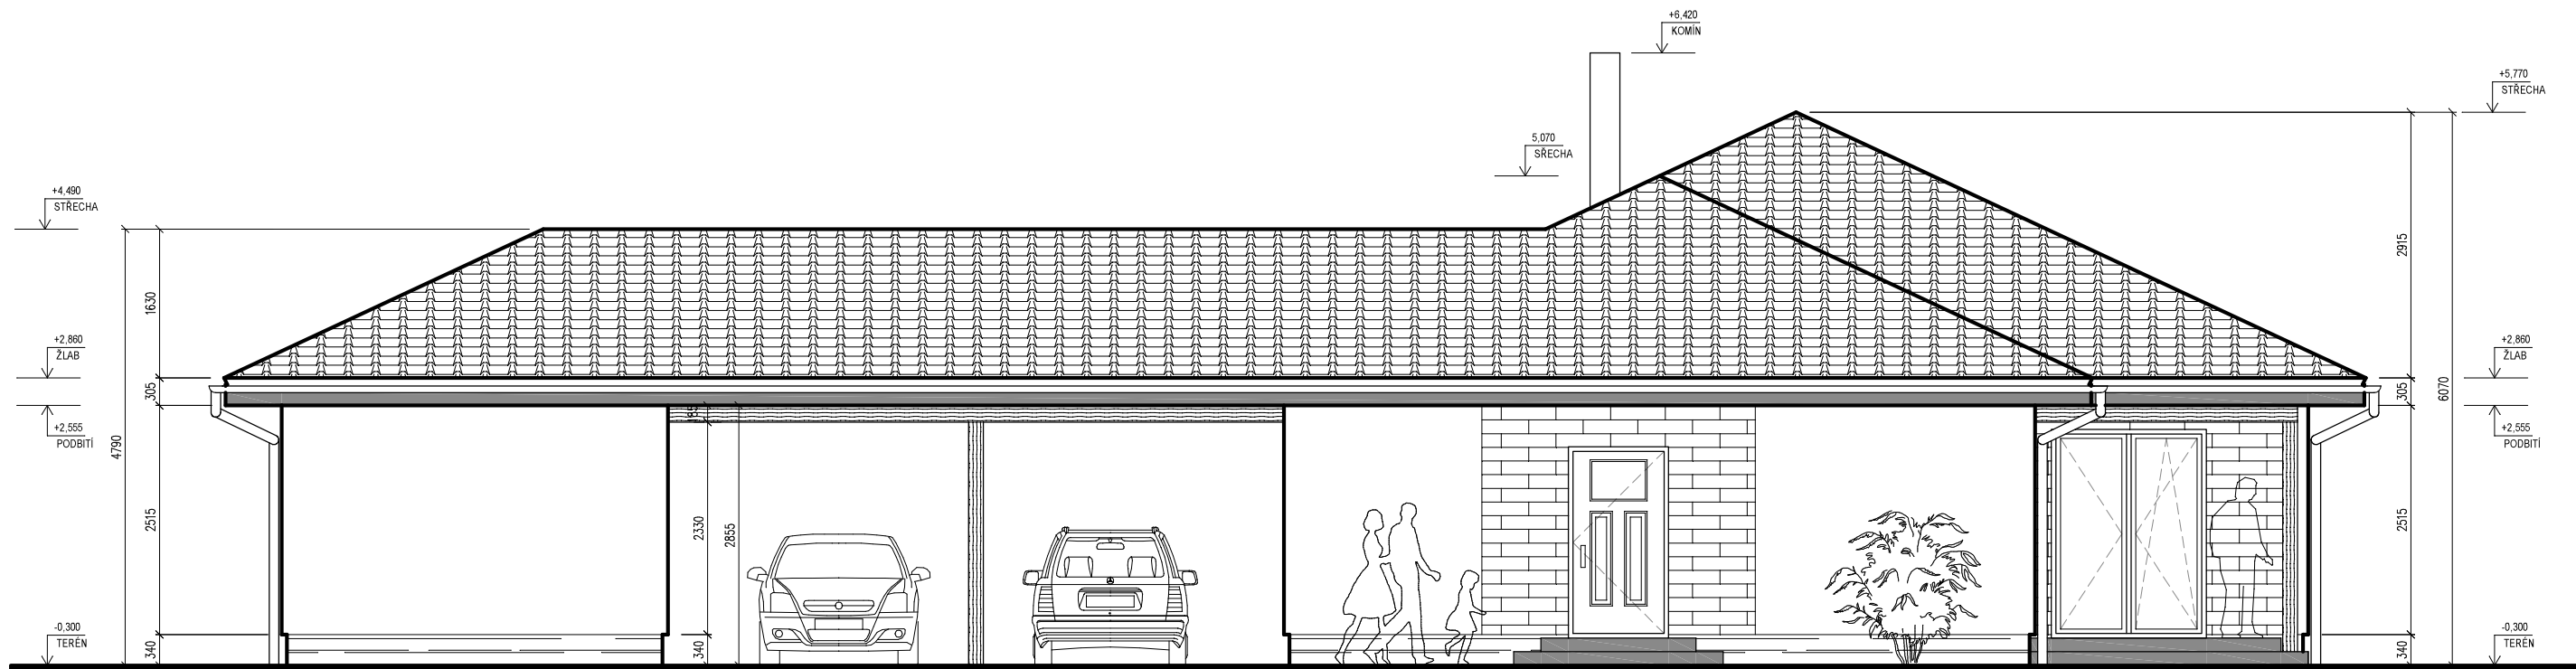 +6,420
KOMÍN
+5,770
STŘECHA
5,070
SŘECHA
+4,490
STŘECHA
2915
6070
1630
+2,860
ŽLAB
+2,860
ŽLAB
305
305
185
+2,555
PODBITÍ
+2,555
PODBITÍ
4790
2515
2330
2855
2515
-0,300
TERÉN
-0,300
TERÉN
340
340
340